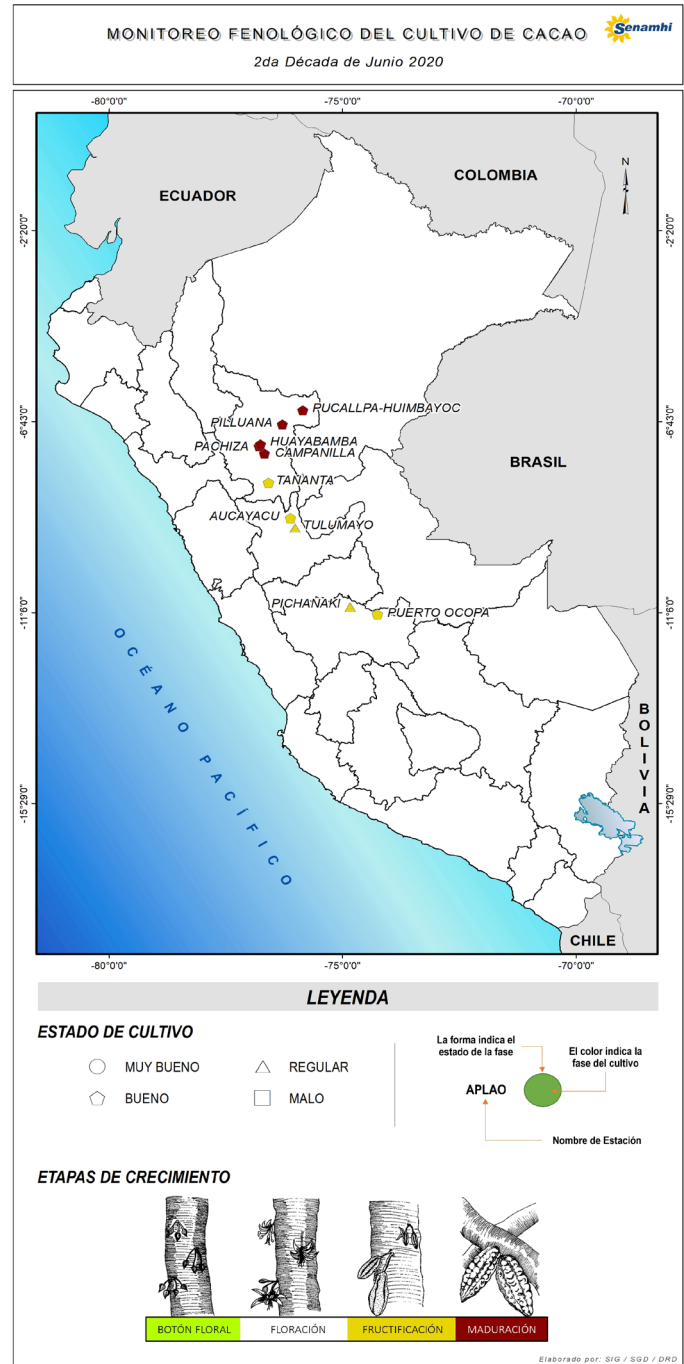 MONITOREO FENOLÓGICO DEL CULTIVO DE CACAO
Senamhi
2da Década de Junio 2020
-80°0'0" -75°0'0" -70°0'0"
COLOMBIA
ECUADOR
N
-2°20'0"
-2°20'0"
PUCALLPA-HUIMBAYOC
-6°43'0"
PILLUANA
-6°43'0"
HUAYABAMBA
PACHIZA
CAMPANILLA
BRASIL
TANANTA
AUCAYACU
TULUMAYO
PICHANAKI
PUERTO OCOPA
-11°6'0"
-11°6'0"
OCÉANO PACÍFICO
BOLIVIA
-15°29'0"
-15°29'0"
CHILE
-80°0'0" -75°0'0" -70°0'0"
LEYENDA
ESTADO DE CULTIVO
MUY BUENO
REGULAR
BUENO
MALO
La forma indica el
estado de la fase
El color indica la
fase del cultivo
APLAO
Nombre de Estación
ETAPAS DE CRECIMIENTO
BOTÓN FLORAL FLORACIÓN FRUCTIFICACIÓN MADURACIÓN
Elaborado por: SIG / SGD / DRD